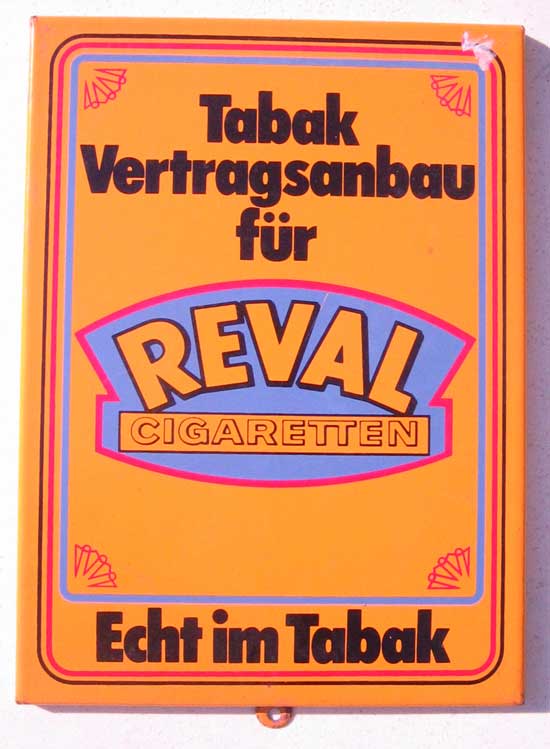 Tabak
Vertragsanbau
für
REVAL
CIGARETTEN
Echt im Tabak